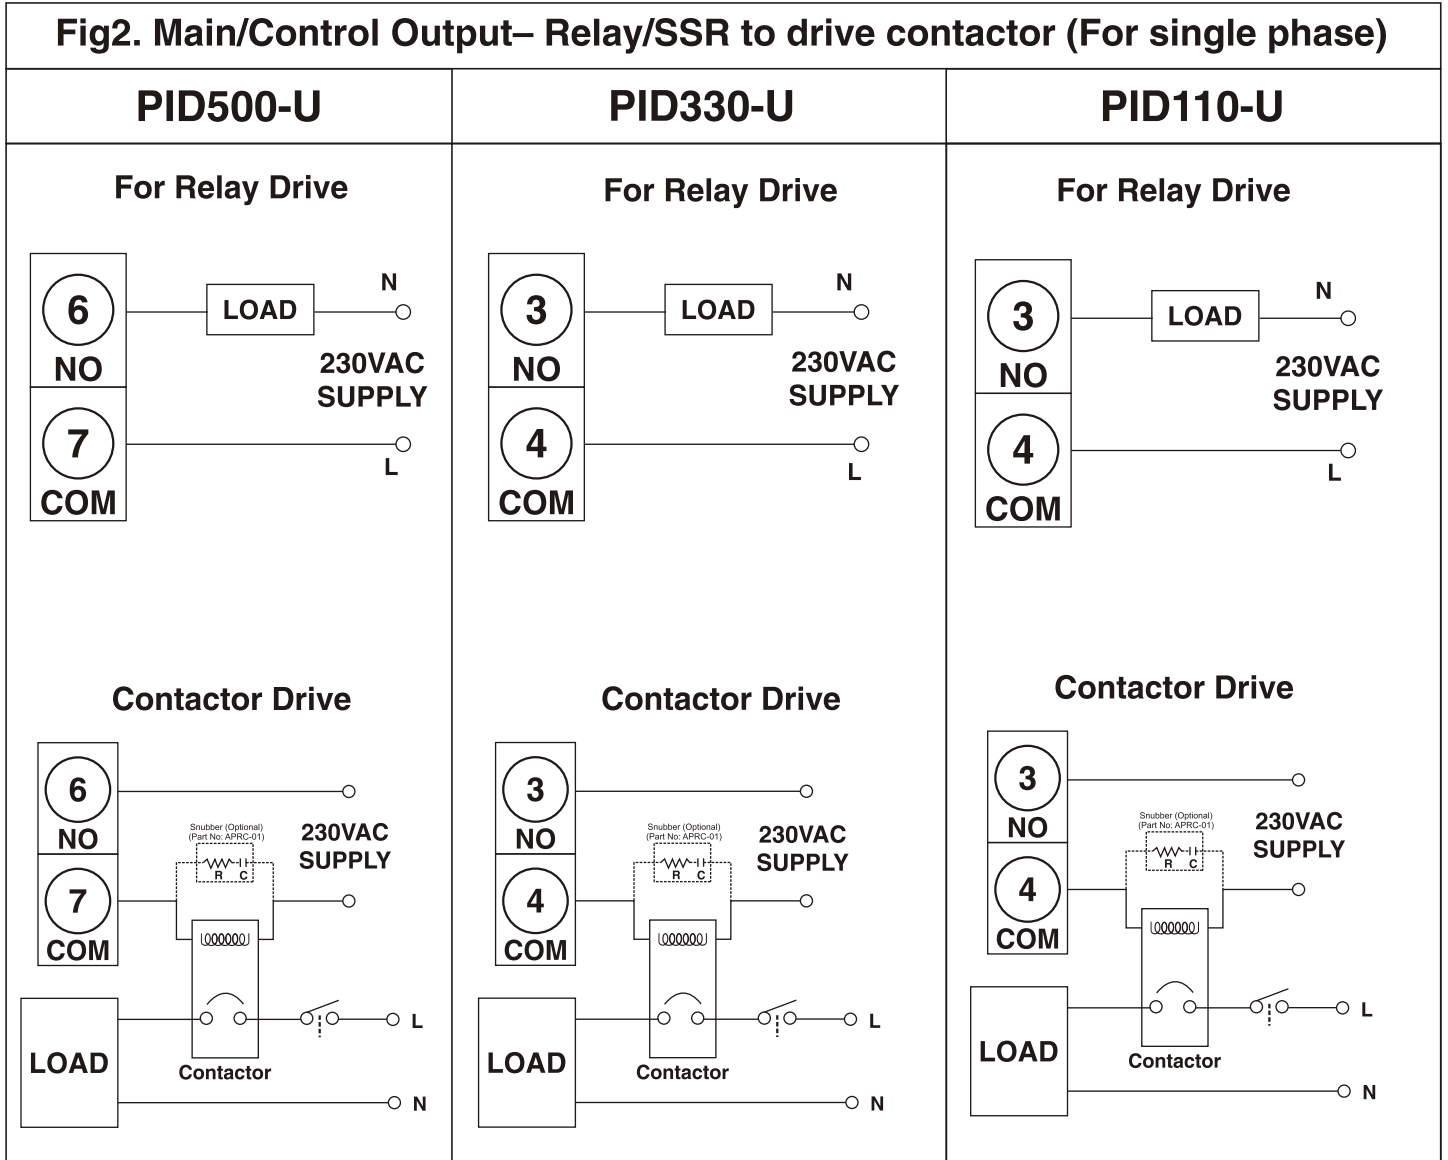 Fig2. Main/Control Output– Relay/SSR to drive contactor (For single phase)
PID500-U
PID330-U
PID110-U
For Relay Drive
6
NO
7
COM
LOAD
N
230VAC
SUPPLY
L
For Relay Drive
3
NO
4
COM
LOAD
N
230VAC
SUPPLY
L
For Relay Drive
3
NO
4
COM
LOAD
N
230VAC
SUPPLY
L
Contactor Drive
6
NO
7
COM
Snubber (Optional)
(Part No: APRC-01)
R C
230VAC
SUPPLY
LOAD
Contactor
L
N
Contactor Drive
3
NO
4
COM
Snubber (Optional)
(Part No: APRC-01)
R C
230VAC
SUPPLY
LOAD
Contactor
L
N
Contactor Drive
3
NO
4
COM
Snubber (Optional)
(Part No: APRC-01)
R C
230VAC
SUPPLY
LOAD
Contactor
L
N